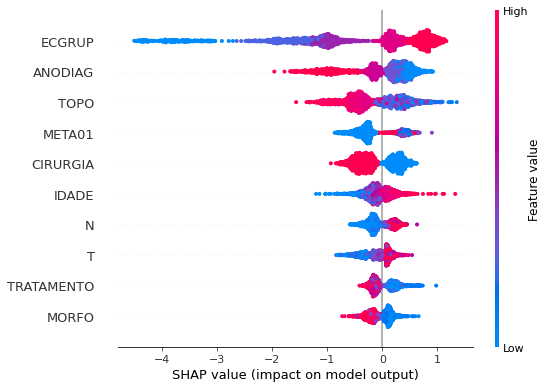 High
ECGRUP
ANODIAG
TOPO
META01
CIRURGIA
IDADE
N
T
TRATAMENTO
MORFO
Feature value
Low
−4 −3 −2 −1 0 1
SHAP value (impact on model output)